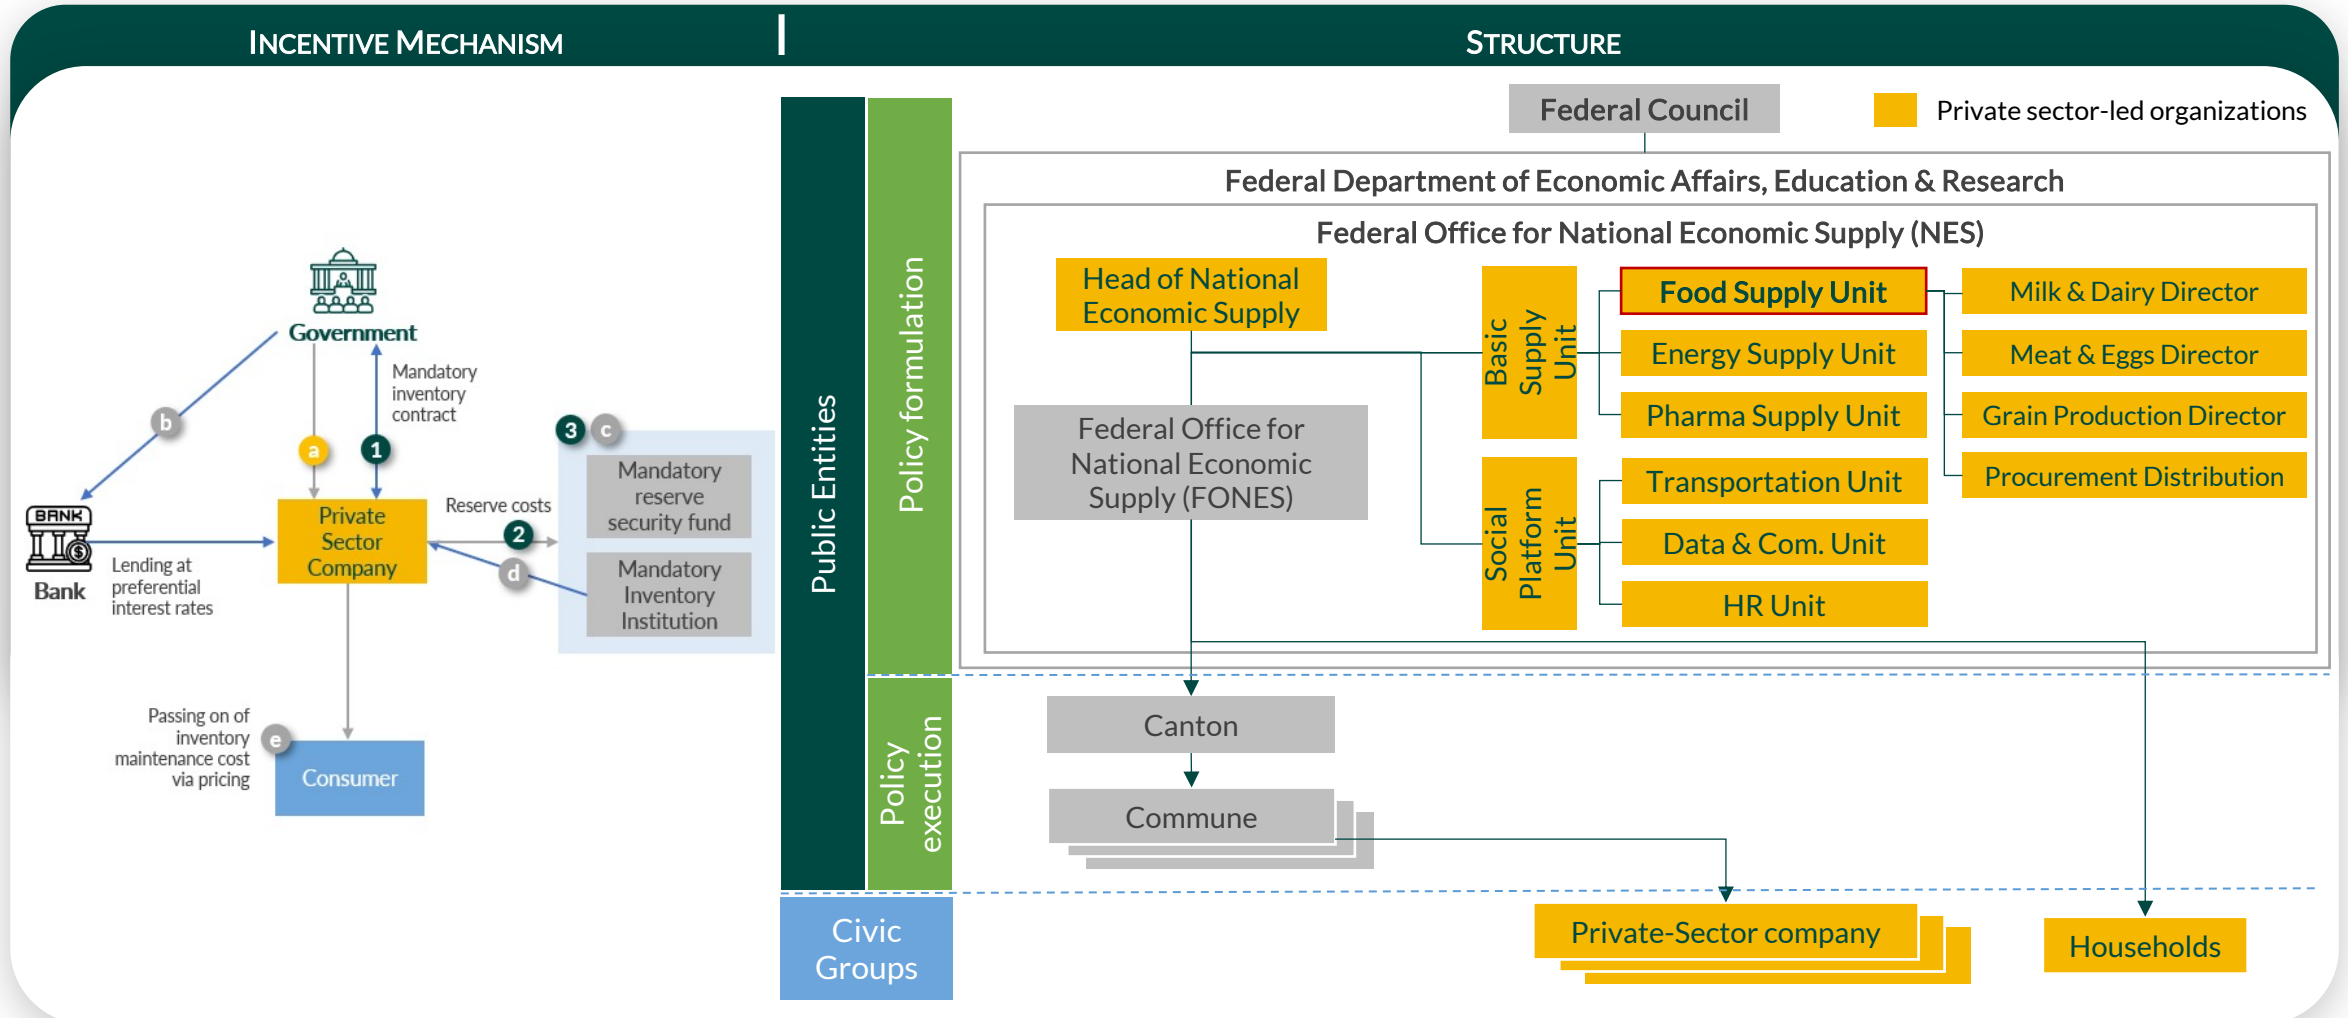 INCENTIVE MECHANISM
STRUCTURE
Government
b
a
1
Mandatory
inventory
contract
BANK
$
Bank
Lending at
preferential
interest rates
Private
Sector
Company
Reserve costs
2
d
3
c
Mandatory
reserve
security fund
Mandatory
Inventory
Institution
Passing on of
inventory
maintenance cost
via pricing
e
Consumer
Public Entities
Policy formulation
Policy
execution
Civic
Groups
Federal Council
Private sector-led organizations
Federal Department of Economic Affairs, Education & Research
Federal Office for National Economic Supply (NES)
Head of National
Economic Supply
Federal Office for
National Economic
Supply (FONES)
Basic
Supply
Unit
Food Supply Unit
Energy Supply Unit
Pharma Supply Unit
Milk & Dairy Director
Meat & Eggs Director
Grain Production Director
Procurement Distribution
Social
Platform
Unit
Transportation Unit
Data & Com. Unit
HR Unit
Canton
Commune
Private-Sector company
Households